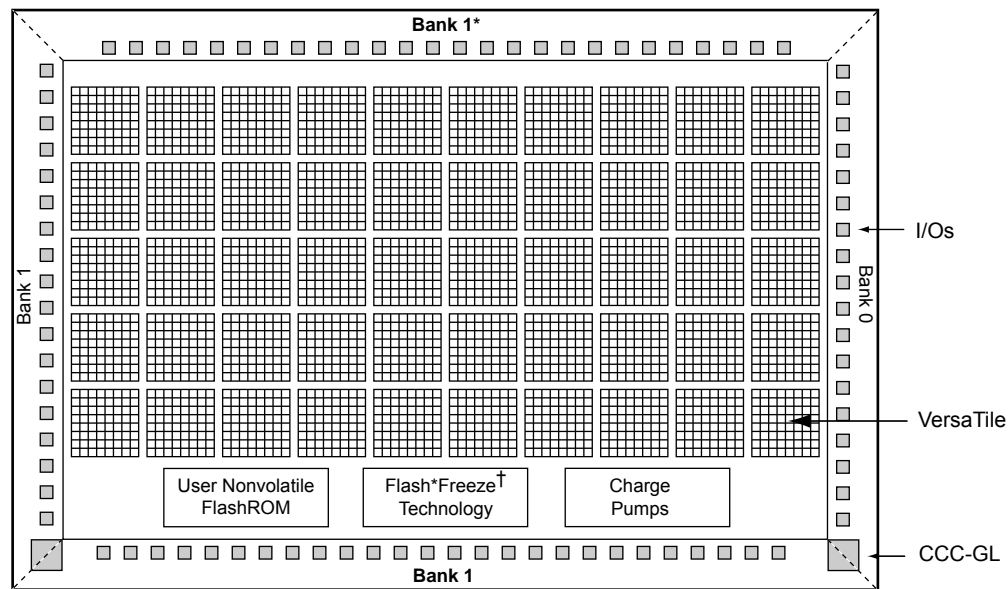 Bank 1*
I/Os
Bank 1
Bank 0
VersaTile
User Nonvolatile
FlashROM
Flash*Freeze†
Technology
Charge
Pumps
CCC-GL
Bank 1